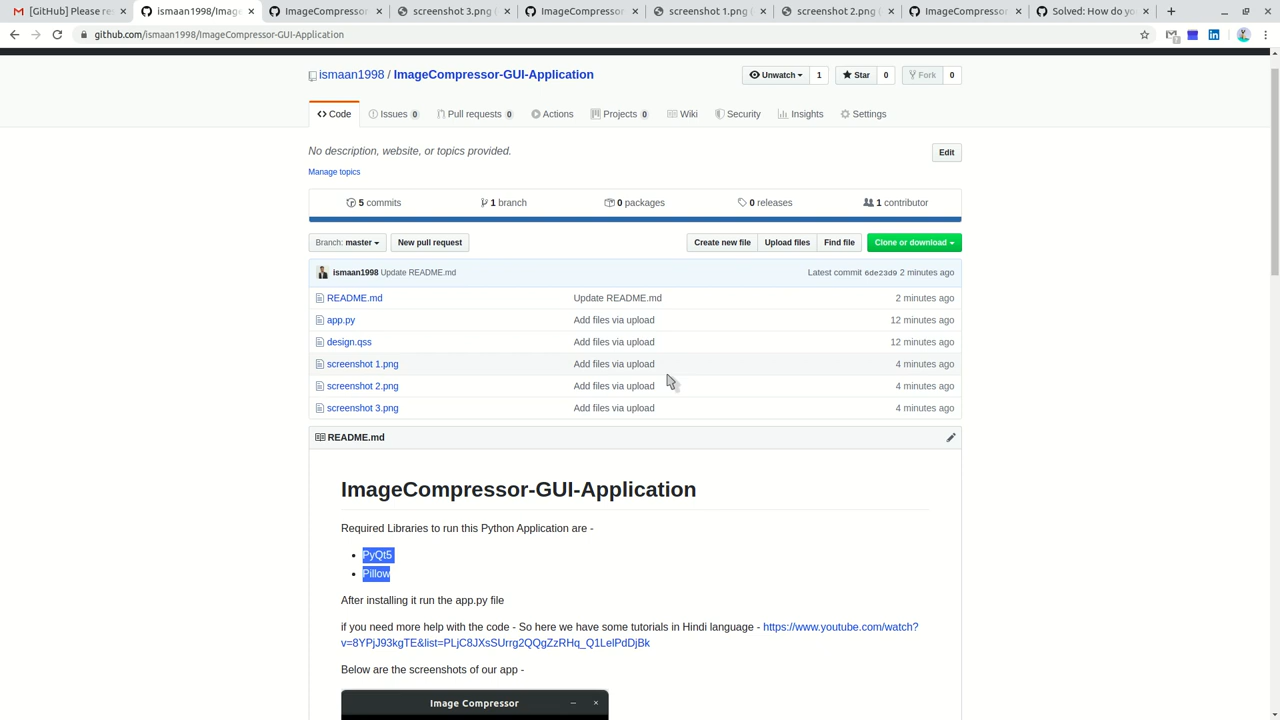 [GitHub] Please re
ismaan1998/Image
ImageCompressor
screenshot 3.png (
ImageCompressor
screenshot 1.png (
screenshot 2.png (
ImageCompressor
Solved: How do yo
github.com/ismaan1998/ImageCompressor-GUI-Application
ismaan1998 / ImageCompressor-GUI-Application
Unwatch 1
Star 0
Fork 0
Code
Issues 0
Pull requests 0
Actions
Projects 0
Wiki
Security
Insights
Settings
No description, website, or topics provided.
Edit
Manage topics
5 commits
1 branch
0 packages
0 releases
1 contributor
Branch: master
New pull request
Create new file
Upload files
Find file
Clone or download
ismaan1998 Update README.md
Latest commit 6de23d9 2 minutes ago
README.md Update README.md 2 minutes ago
app.py Add files via upload 12 minutes ago
design.qss Add files via upload 12 minutes ago
screenshot 1.png Add files via upload 4 minutes ago
screenshot 2.png Add files via upload 4 minutes ago
screenshot 3.png Add files via upload 4 minutes ago
README.md
ImageCompressor-GUI-Application
Required Libraries to run this Python Application are -
• PyQt5
• Pillow
After installing it run the app.py file
if you need more help with the code - So here we have some tutorials in Hindi language - https://www.youtube.com/watch?
v=8YPjJ93kgTE&list=PLjC8JXsSUrrg2QQgZzRHq_Q1LelPdDjBk
Below are the screenshots of our app -
Image Compressor